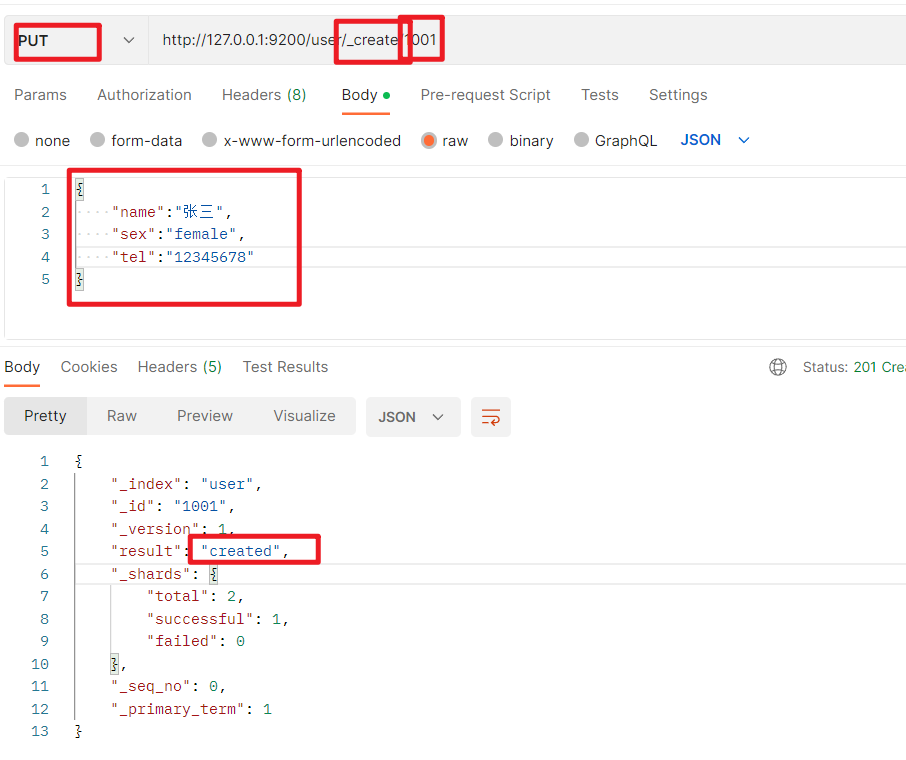 PUT http://127.0.0.1:9200/user/_create/1001
Params Authorization Headers (8) Body Pre-request Script Tests Settings
none form-data x-www-form-urlencoded raw binary GraphQL JSON
1 {
2 "name":"张三",
3 "sex":"female",
4 "tel":"12345678"
5 }
Body Cookies Headers (5) Test Results Status: 201 Cre
Pretty Raw Preview Visualize JSON
1 {
2 "_index": "user",
3 "_id": "1001",
4 "_version": 1,
5 "result": "created",
6 "_shards": {
7 "total": 2,
8 "successful": 1,
9 "failed": 0
10 },
11 "_seq_no": 0,
12 "_primary_term": 1
13 }